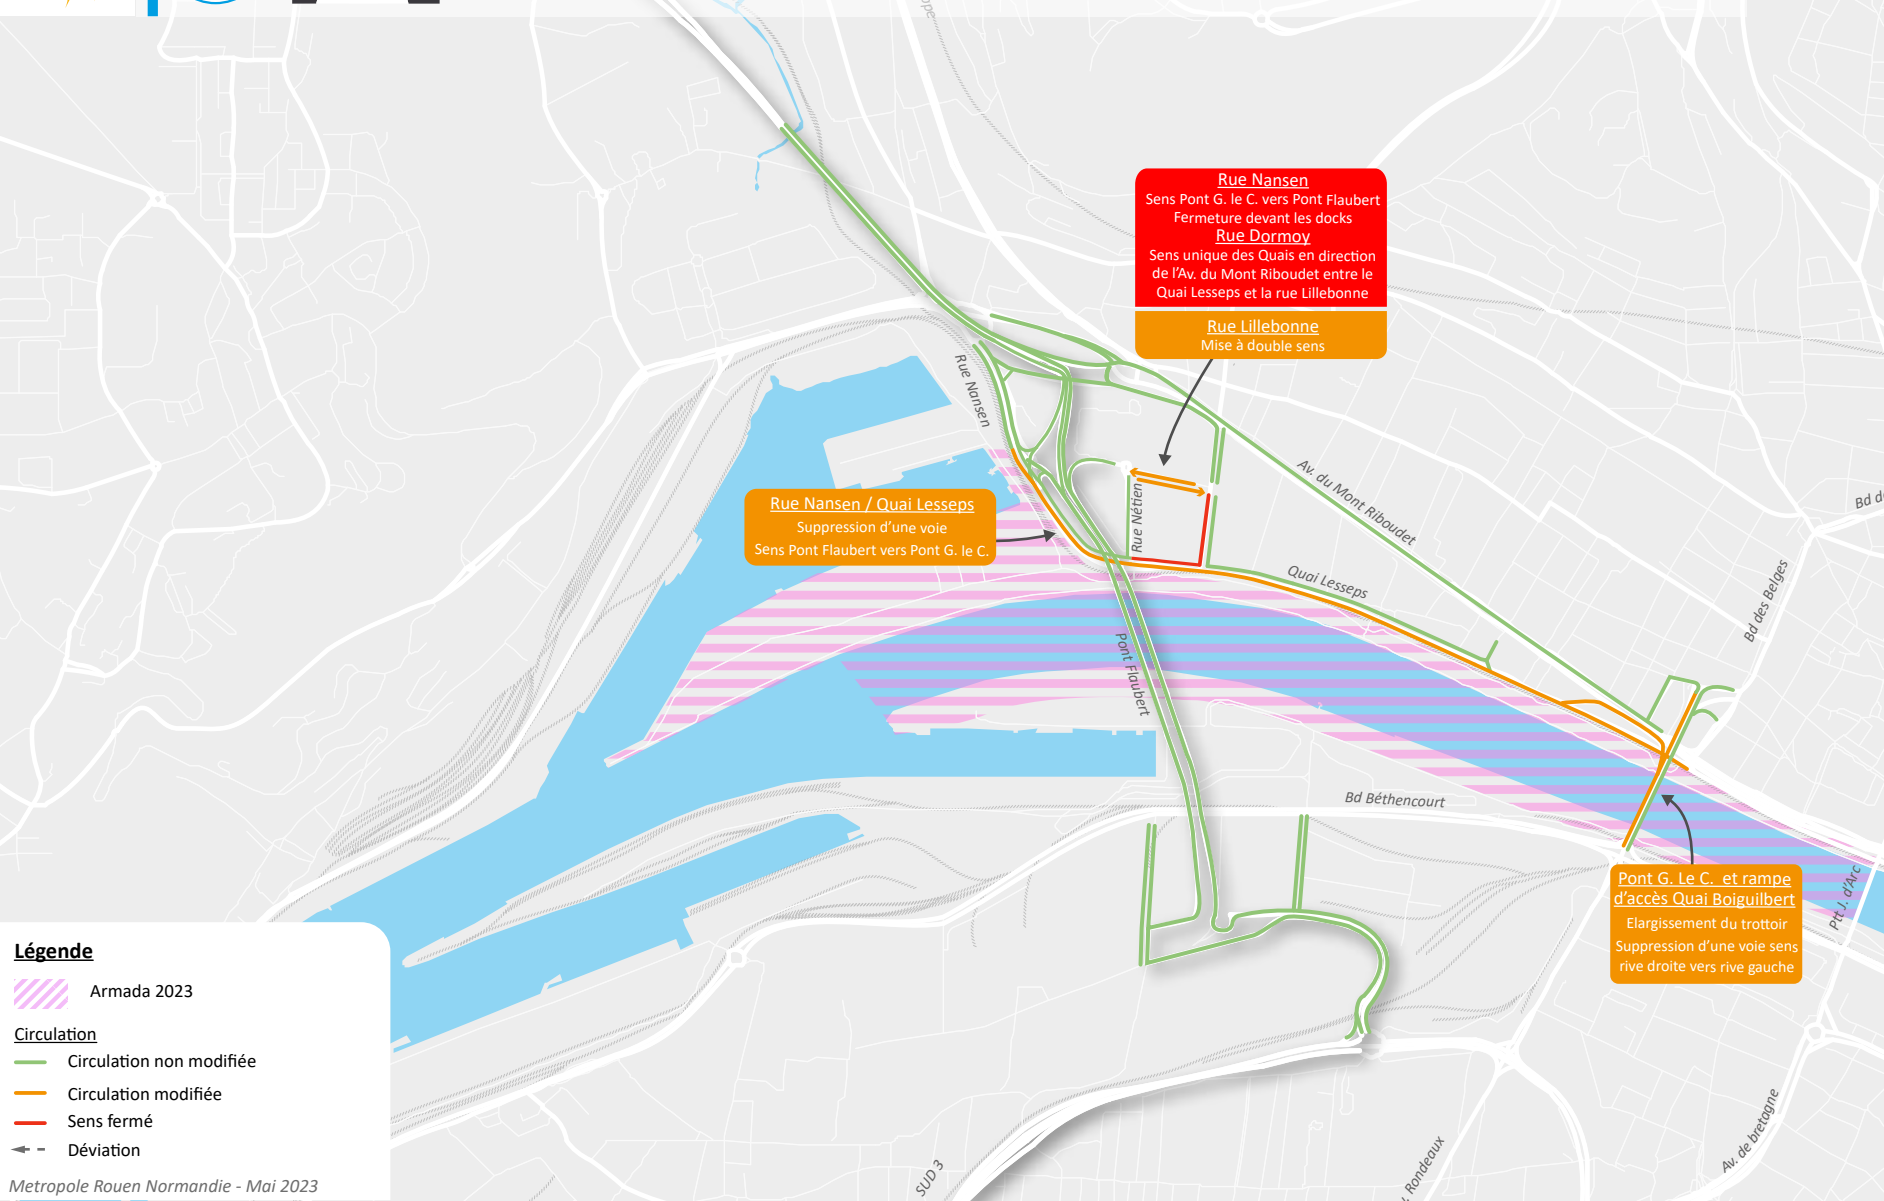 Rue Nansen
Sens Pont G. le C. vers Pont Flaubert
Fermeture devant les docks
Rue Dormoy
Sens unique des Quais en direction
de l'Av. du Mont Riboudet entre le
Quai Lesseps et la rue Lillebonne
Rue Lillebonne
Mise à double sens
Rue Nansen
Av. du Mont Riboudet
Rue Nétien
Bd des Belges
Rue Nansen / Quai Lesseps
Suppression d'une voie
Sens Pont Flaubert vers Pont G. le C.
Quai Lesseps
Pont Flaubert
Bd Béthencourt
Pont G. Le C. et rampe
d'accès Quai Boiguilbert
Elargissement du trottoir
Suppression d'une voie sens
rive droite vers rive gauche
Ptt J. d'Arc
Légende
Armada 2023
Circulation
Circulation non modifiée
Circulation modifiée
Sens fermé
Déviation
Metropole Rouen Normandie - Mai 2023
SUD 3
Rondeaux
Av. de bretagne